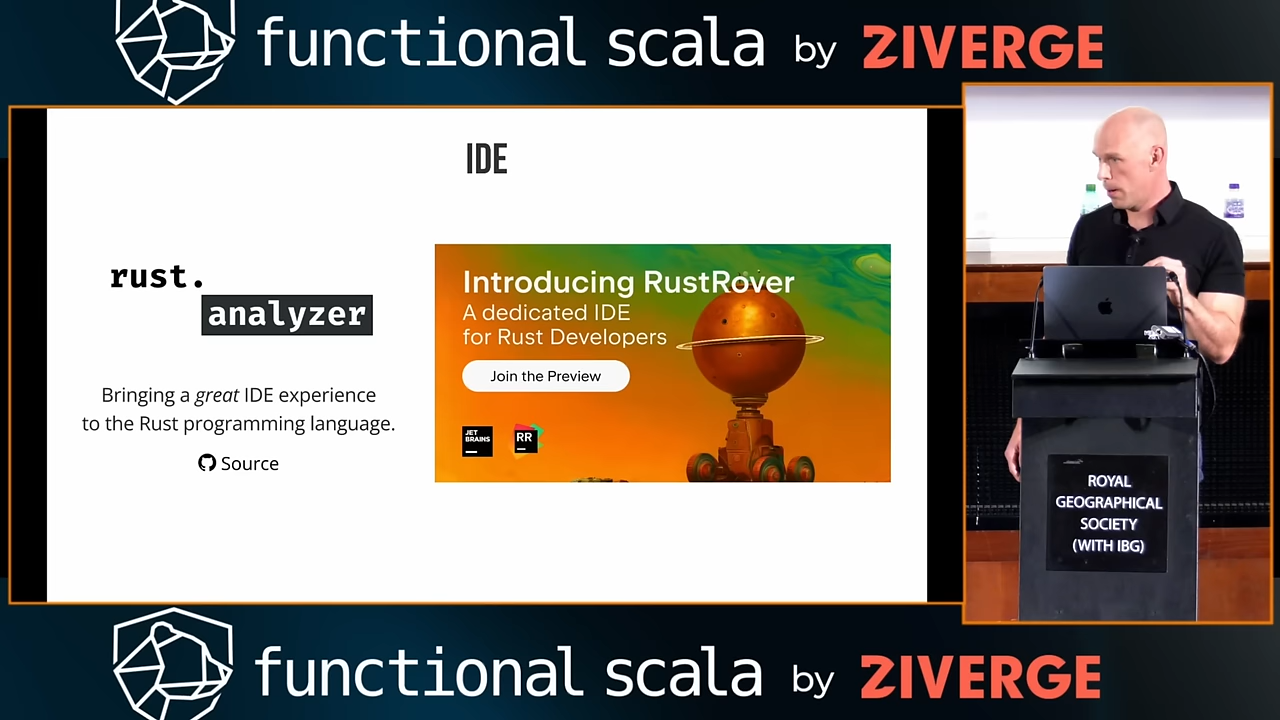 functional scala by ZIVERGE
IDE
rust.
analyzer
Bringing a great IDE experience
to the Rust programming language.
Source
Introducing RustRover
A dedicated IDE
for Rust Developers
Join the Preview
JET
BRAINS
RR
ROYAL
GEOGRAPHICAL
SOCIETY
(WITH IBG)
functional scala by ZIVERGE